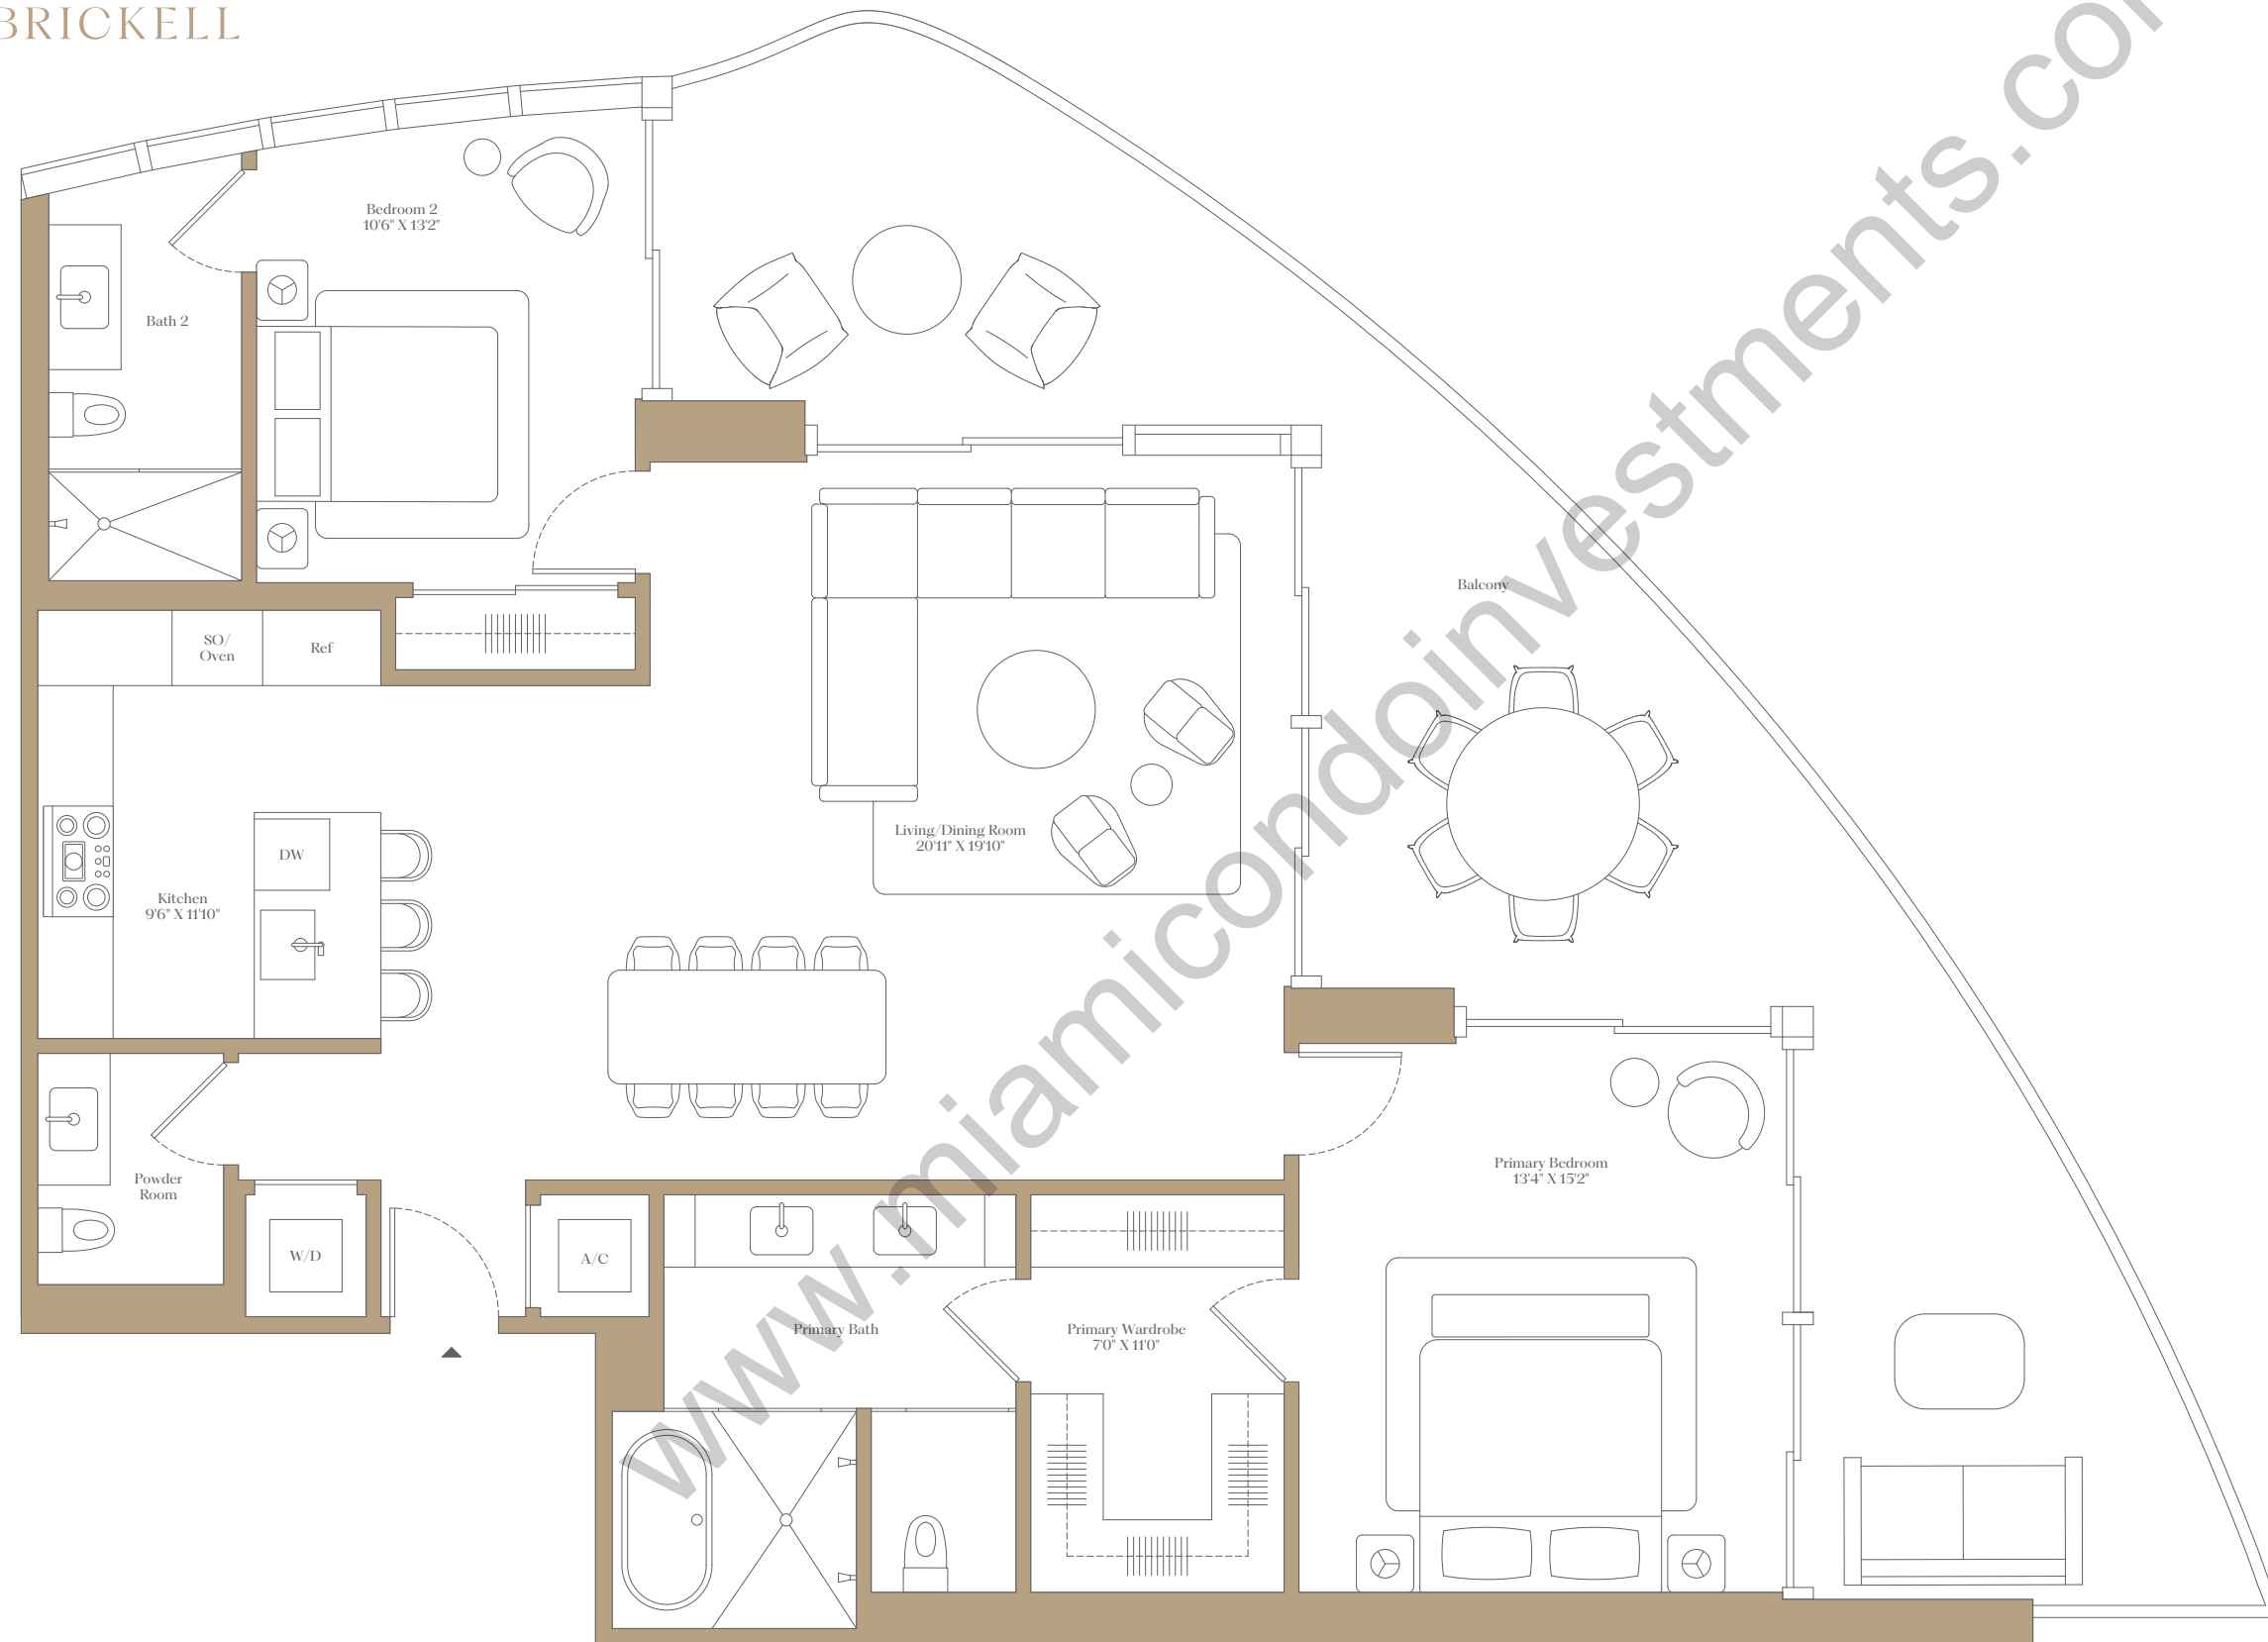 BRICKELL
Bedroom 2
10'6" X 13'2"
Bath 2
Balcony
SO/
Oven
Ref
Living/Dining Room
20'11" X 19'10"
DW
Kitchen
9'6" X 11'10"
Primary Bedroom
13'4" X 15'2"
Powder
Room
W/D
A/C
Primary Bath
Primary Wardrobe
7'0" X 11'0"
www.miamicondoinvestments.com